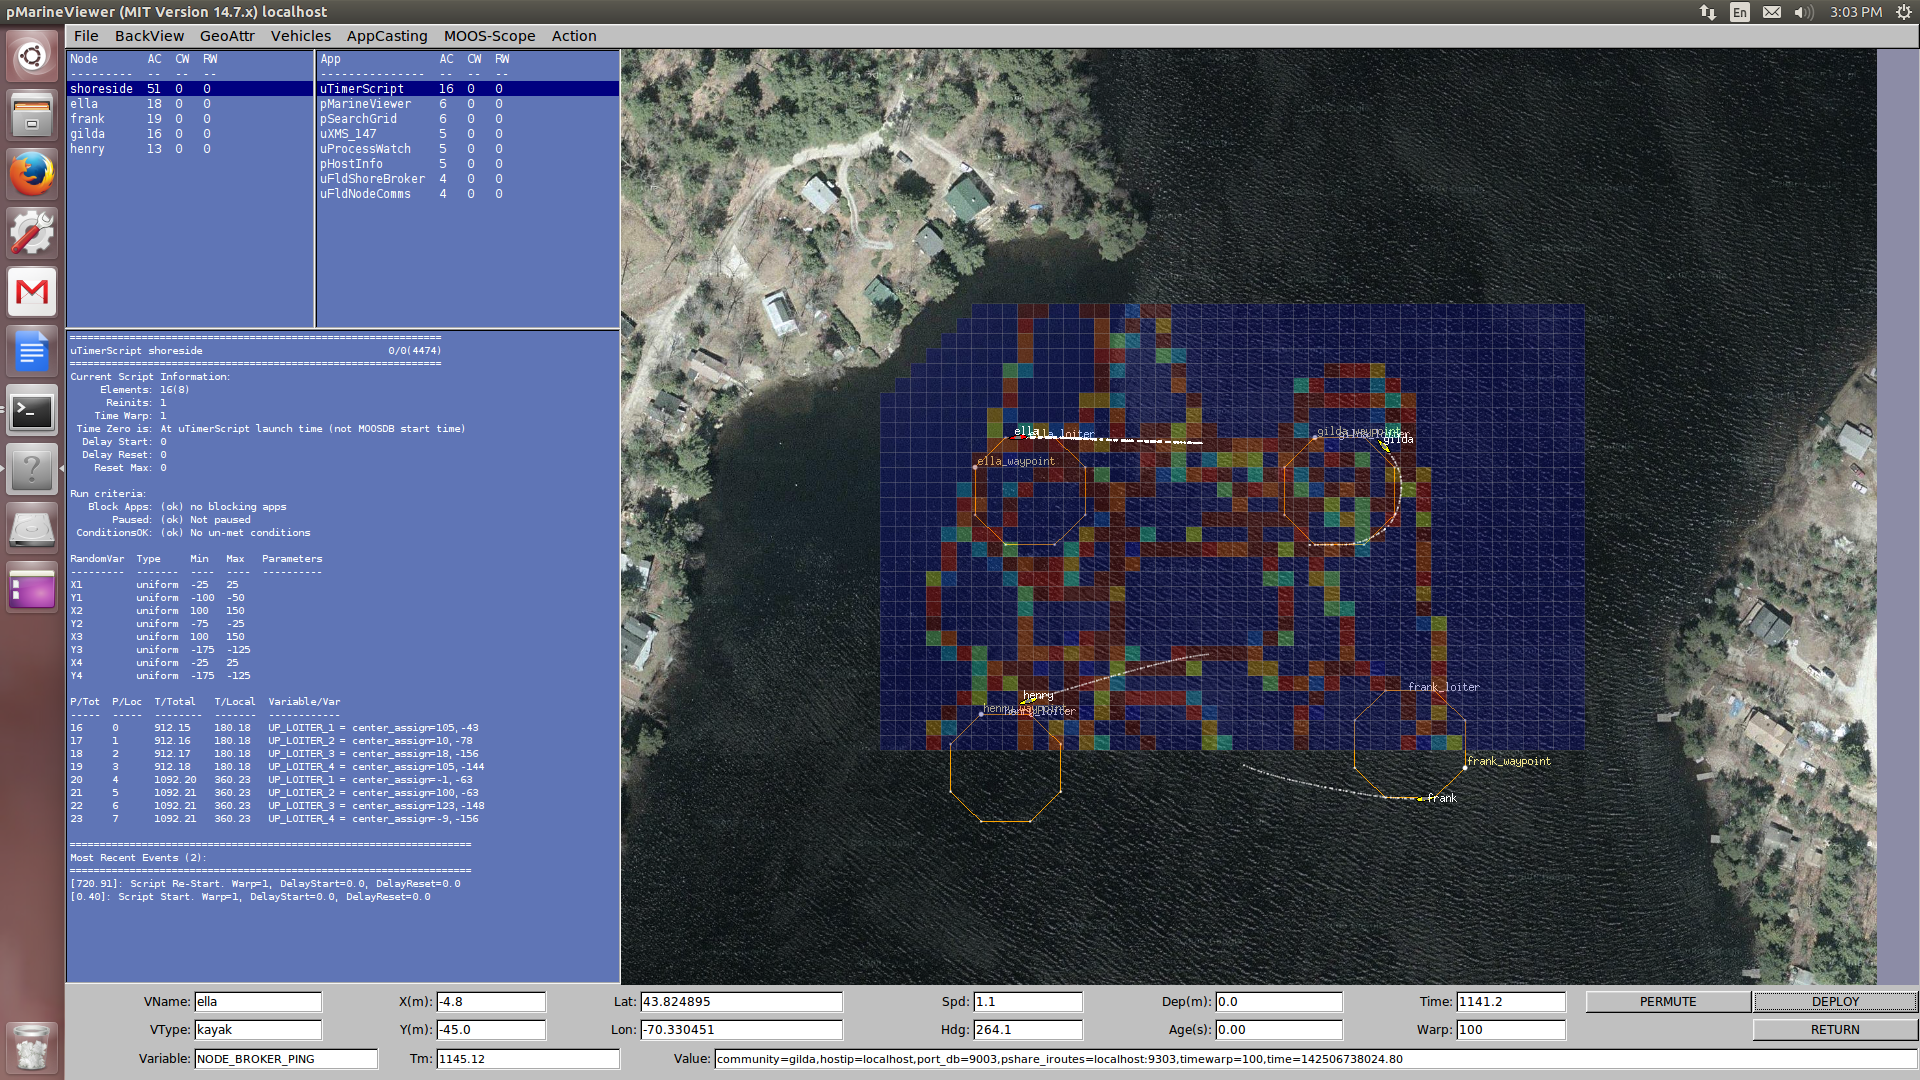 pMarineViewer (MIT Version 14.7.x) localhost
En 3:03 PM
File BackView GeoAttr Vehicles AppCasting MOOS-Scope Action
Node AC CW RW
--------- -- -- --
shoreside 51 0 0
ella 18 0 0
frank 19 0 0
gilda 16 0 0
henry 13 0 0
App AC CW RW
--------------- -- -- --
uTimerScript 16 0 0
pMarineViewer 6 0 0
pSearchGrid 6 0 0
uXMS_147 5 0 0
uProcessWatch 5 0 0
pHostInfo 5 0 0
uFldShoreBroker 4 0 0
uFldNodeComms 4 0 0
uTimerScript shoreside 0/0(4474)
Current Script Information:
Elements: 16(8)
Reinits: 1
Time Warp: 1
Time Zero is: At uTimerScript launch time (not MOOSDB start time)
Delay Start: 0
Delay Reset: 0
Reset Max: 0
Run criteria:
Block Apps: (ok) no blocking apps
Paused: (ok) Not paused
ConditionsOK: (ok) No un-met conditions
RandomVar Type Min Max Parameters
--------- ------- ---- ---- ----------
X1 uniform -25 25
Y1 uniform -100 -50
X2 uniform 100 150
Y2 uniform -75 -25
X3 uniform 100 150
Y3 uniform -175 -125
X4 uniform -25 25
Y4 uniform -175 -125
P/Tot P/Loc T/Total T/Local Variable/Var
----- ----- ------- ------- ------------
16 0 912.15 180.18 UP_LOITER_1 = center_assign=105,-43
17 1 912.16 180.18 UP_LOITER_2 = center_assign=10,-78
18 2 912.17 180.18 UP_LOITER_3 = center_assign=18,-156
19 3 912.18 180.18 UP_LOITER_4 = center_assign=105,-144
20 4 1092.20 360.23 UP_LOITER_1 = center_assign=-1,-63
21 5 1092.21 360.23 UP_LOITER_2 = center_assign=100,-63
22 6 1092.21 360.23 UP_LOITER_3 = center_assign=123,-148
23 7 1092.21 360.23 UP_LOITER_4 = center_assign=-9,-156
Most Recent Events (2):
[720.91]: Script Re-Start. Warp=1, DelayStart=0.0, DelayReset=0.0
[0.40]: Script Start. Warp=1, DelayStart=0.0, DelayReset=0.0
ella ella_loiter
ella_waypoint
gilda_waypoint
gilda_loiter
gilda
henry
henry_waypoint
henry_loiter
frank_loiter
frank_waypoint
frank
VName: ella X(m): -4.8 Lat: 43.824895 Spd: 1.1 Dep(m): 0.0 Time: 1141.2 PERMUTE DEPLOY
VType: kayak Y(m): -45.0 Lon: -70.330451 Hdg: 264.1 Age(s): 0.00 Warp: 100 RETURN
Variable: NODE_BROKER_PING Tm: 1145.12 Value: community=gilda,hostip=localhost,port_db=9003,pshare_iroutes=localhost:9303,timewarp=100,time=142506738024.80